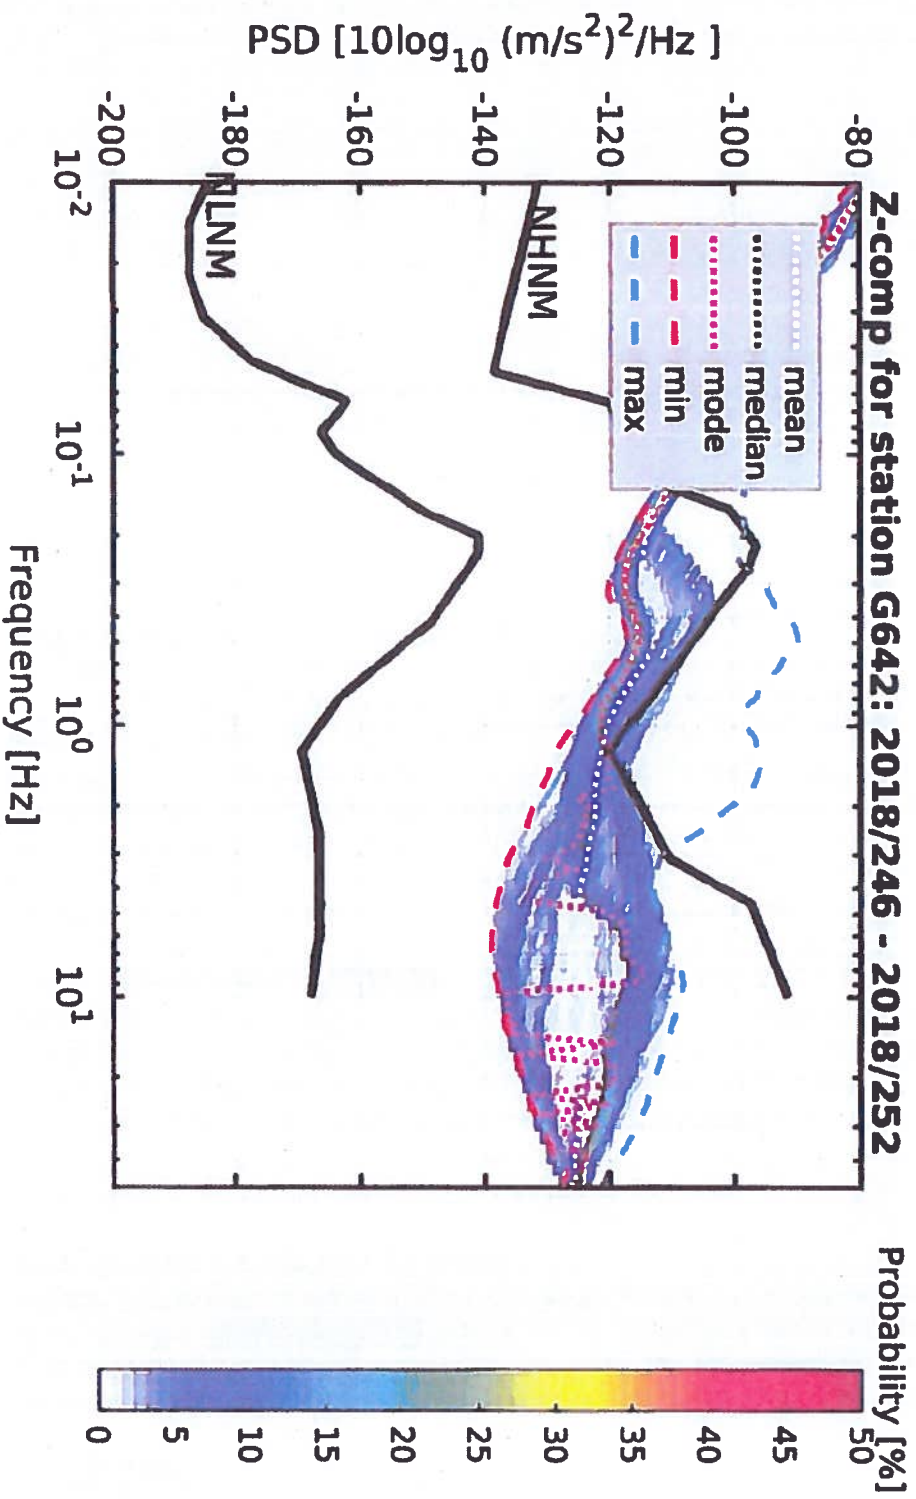 Z-comp for station G642: 2018/246 - 2018/252
PSD [10log10 (m/s2)2/Hz ]
-80
-100
-120
-140
-160
-180
-200
mean
median
mode
min
max
NHNM
NLNM
10-2
10-1
100
101
Frequency [Hz]
Probability [%]
50
45
40
35
30
25
20
15
10
5
0